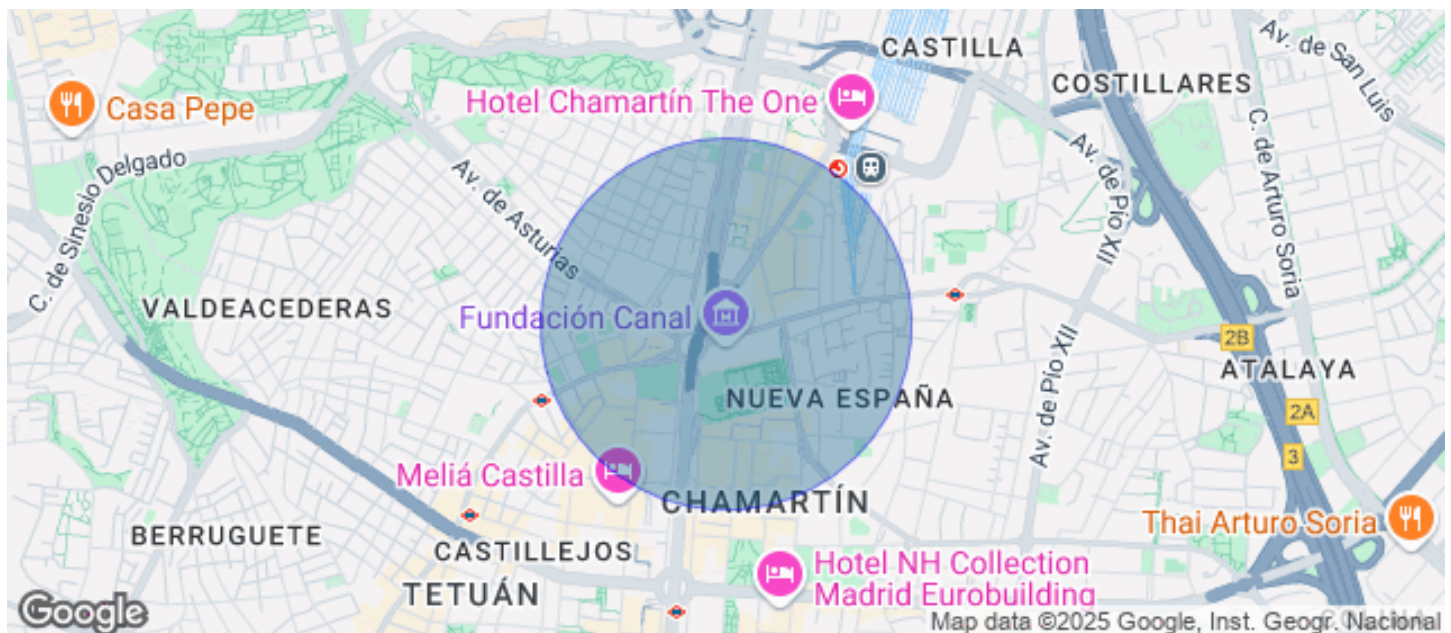 CASTILLA
Av. de San Luis
COSTILLARES
Hotel Chamartín The One
Casa Pepe
C. de Sinesio Delgado
Av. de Asturias
Av. de Pío XII
C. de Arturo Soria
VALDEACEDERAS
Fundación Canal
2B
ATALAYA
NUEVA ESPAÑA
Av. de Pío XII
2A
3
Meliá Castilla
CHAMARTÍN
Thai Arturo Soria
BERRUGUETE
CASTILLEJOS
TETUÁN
Hotel NH Collection
Madrid Eurobuilding
Google
Map data ©2025 Google, Inst. Geogr. Nacional